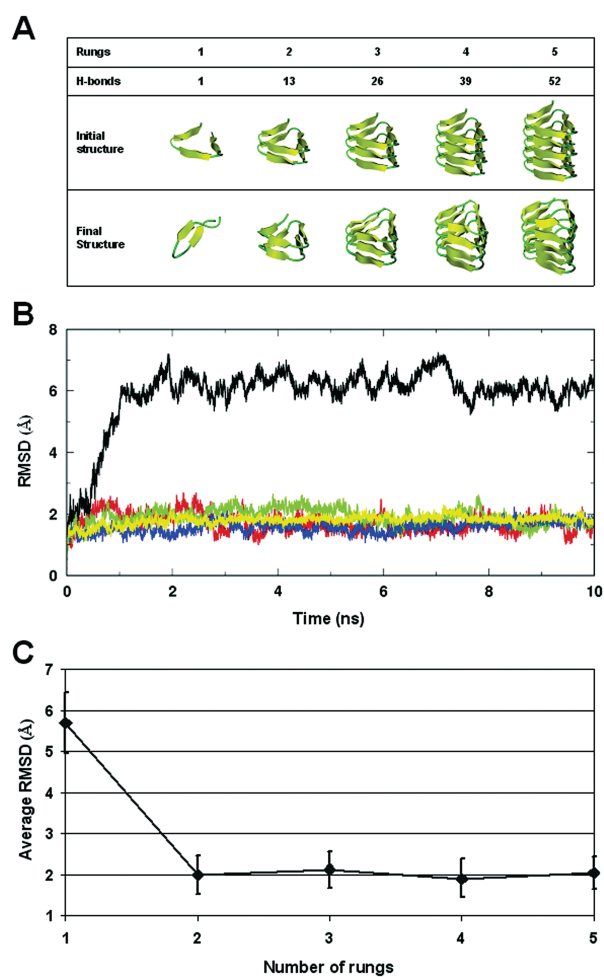 A
Rungs 1 2 3 4 5
H-bonds 1 13 26 39 52
Initial
structure
Final
Structure
B
8
6
4
2
0
RMSD (Å)
0 2 4 6 8 10
Time (ns)
C
7
6
5
4
3
2
1
Average RMSD (Å)
1 2 3 4 5
Number of rungs